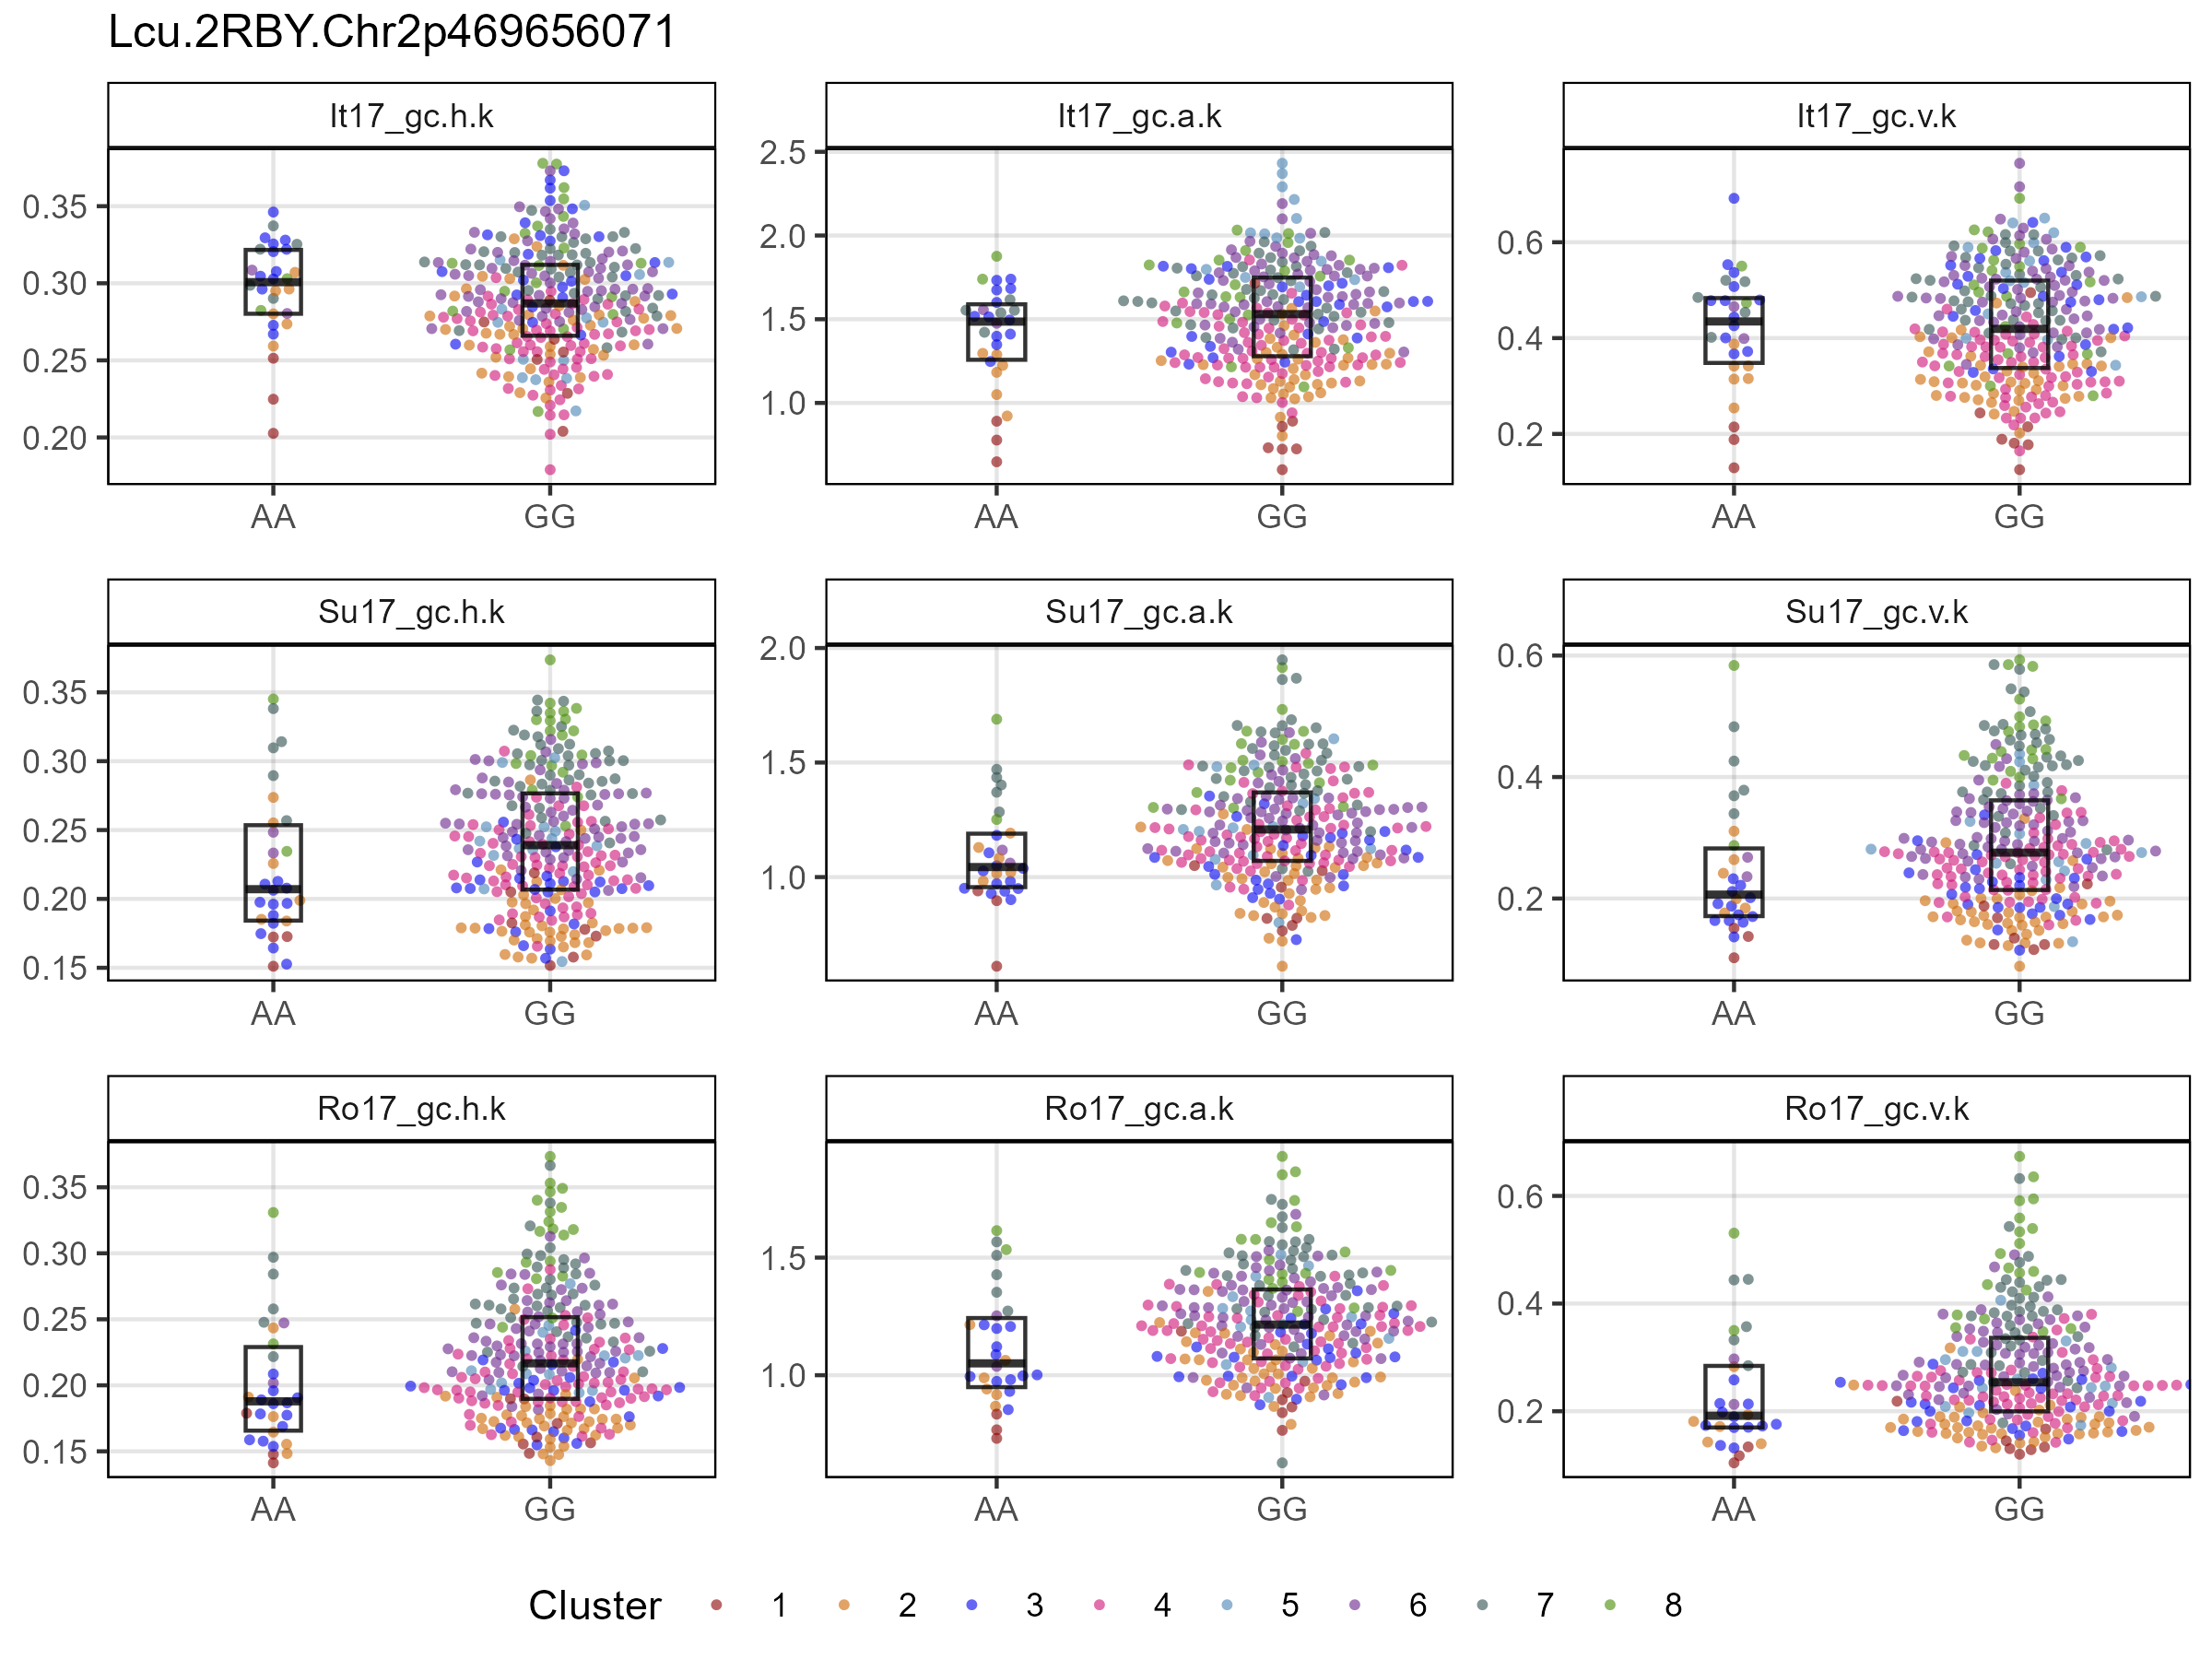 Lcu.2RBY.Chr2p469656071
It17_gc.h.k
It17_gc.a.k
It17_gc.v.k
0.35
0.30
0.25
0.20
2.5
2.0
1.5
1.0
0.6
0.4
0.2
AA
GG
AA
GG
AA
GG
Su17_gc.h.k
Su17_gc.a.k
Su17_gc.v.k
0.35
0.30
0.25
0.20
0.15
2.0
1.5
1.0
0.6
0.4
0.2
AA
GG
AA
GG
AA
GG
Ro17_gc.h.k
Ro17_gc.a.k
Ro17_gc.v.k
0.35
0.30
0.25
0.20
0.15
1.5
1.0
0.6
0.4
0.2
AA
GG
AA
GG
AA
GG
Cluster 1 2 3 4 5 6 7 8